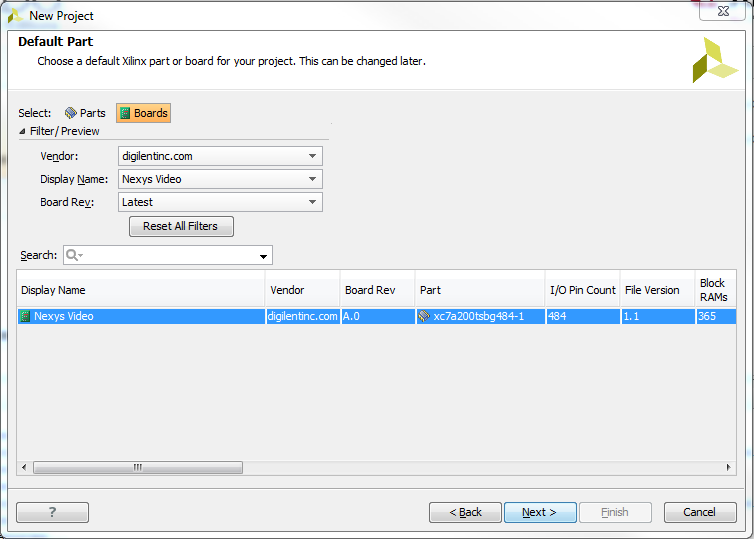 New Project
Default Part
Choose a default Xilinx part or board for your project. This can be changed later.
Select: Parts Boards
Filter/Preview
Vendor: digilentinc.com
Display Name: Nexys Video
Board Rev: Latest
Reset All Filters
Search:
Display Name Vendor Board Rev Part I/O Pin Count File Version Block RAMs
Nexys Video digilentinc.com A.0 xc7a200tsbg484-1 484 1.1 365
? < Back Next > Finish Cancel